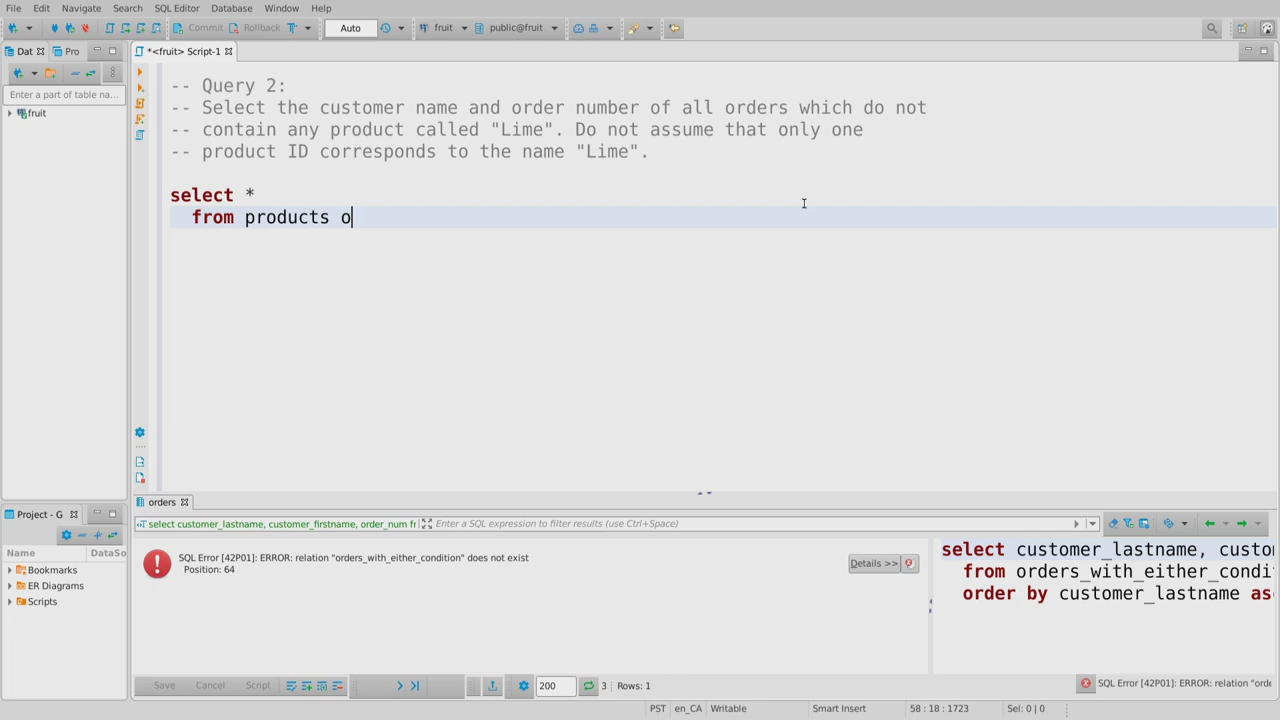 File Edit Navigate Search SQL Editor Database Window Help
Commit Rollback Auto fruit public@fruit
Dat Pro *<fruit> Script-1
Enter a part of table na...
fruit
-- Query 2:
-- Select the customer name and order number of all orders which do not
-- contain any product called "Lime". Do not assume that only one
-- product ID corresponds to the name "Lime".
select *
from products o
Project - G
Name DataSo
Bookmarks
ER Diagrams
Scripts
orders
select customer_lastname, customer_firstname, order_num fr Enter a SQL expression to filter results (use Ctrl+Space)
SQL Error [42P01]: ERROR: relation "orders_with_either_condition" does not exist
Position: 64
Details >>
select customer_lastname, custo
from orders_with_either_condi
order by customer_lastname as
Save Cancel Script 200 3 Rows: 1
SQL Error [42P01]: ERROR: relation "orde
PST en_CA Writable Smart Insert 58 : 18 : 1723 Sel: 0 | 0